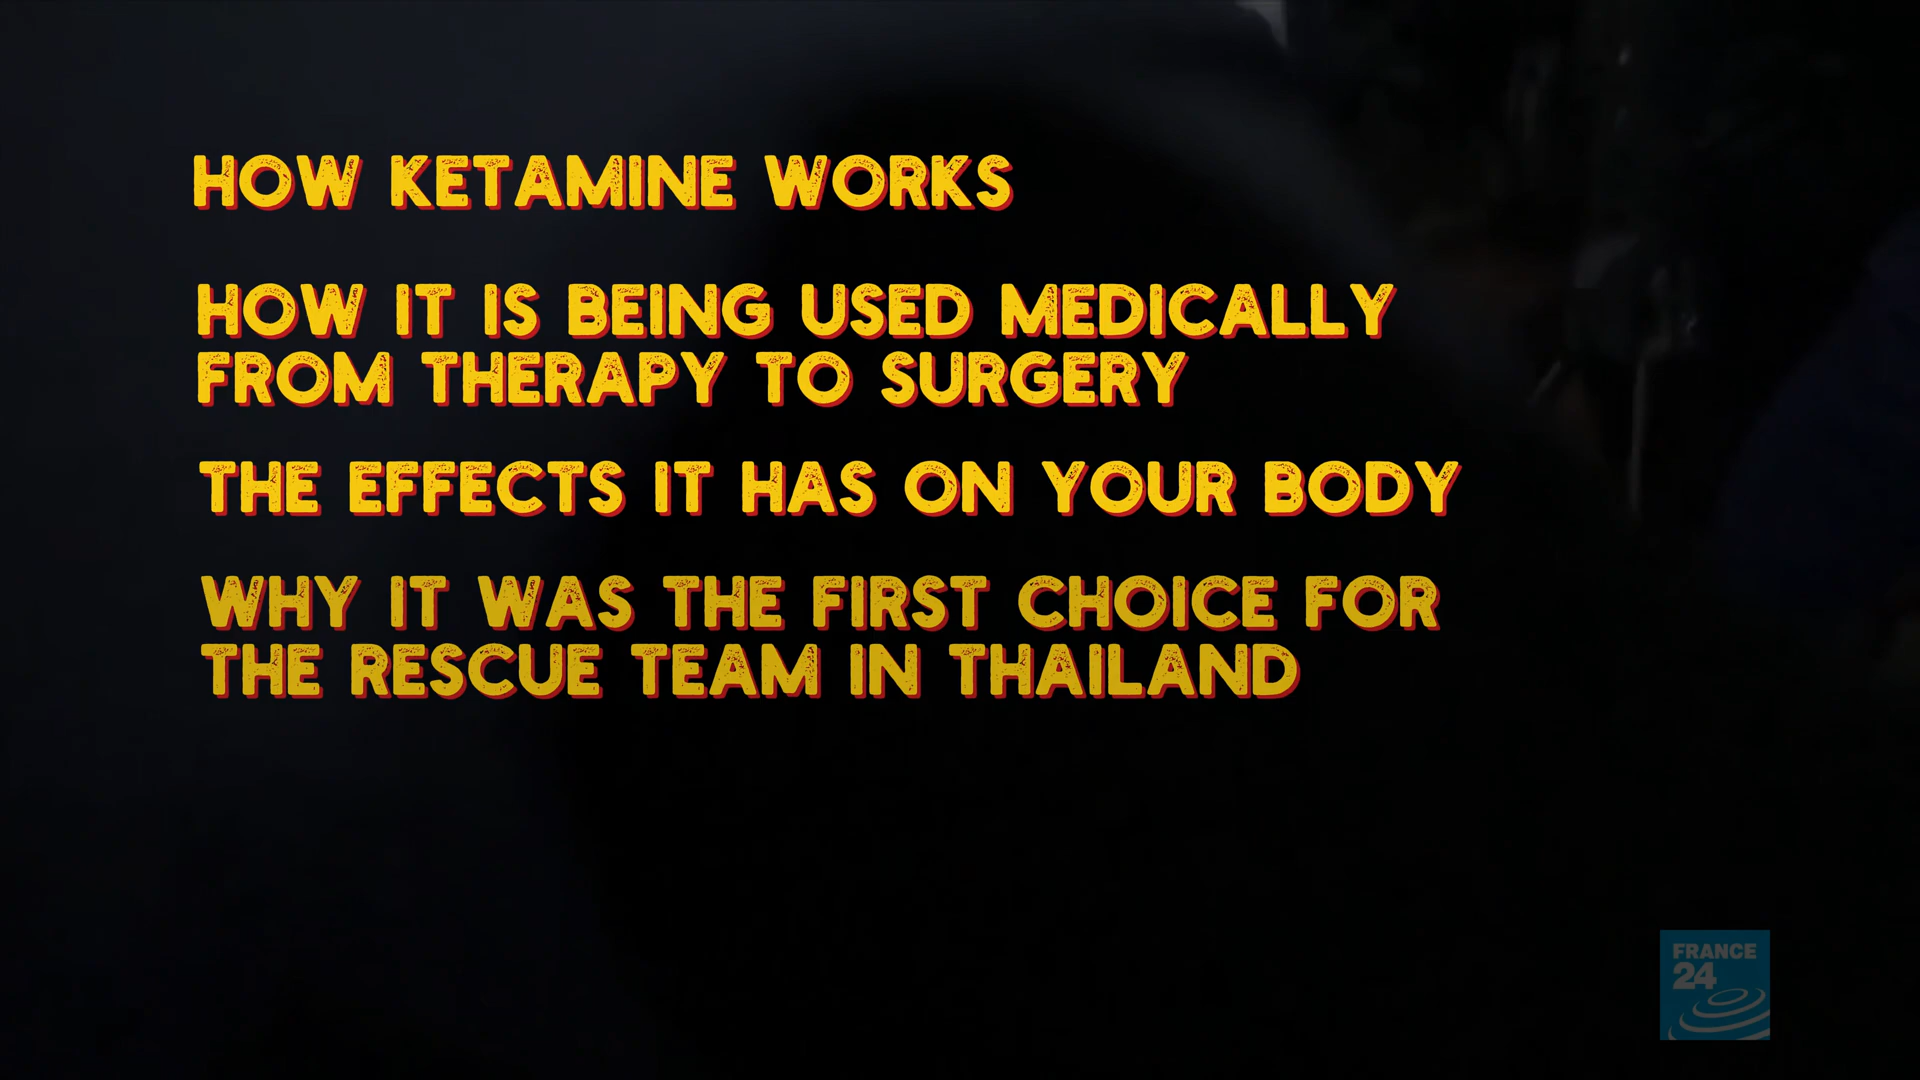 HOW KETAMINE WORKS
HOW IT IS BEING USED MEDICALLY
FROM THERAPY TO SURGERY
THE EFFECTS IT HAS ON YOUR BODY
WHY IT WAS THE FIRST CHOICE FOR
THE RESCUE TEAM IN THAILAND
FRANCE
24